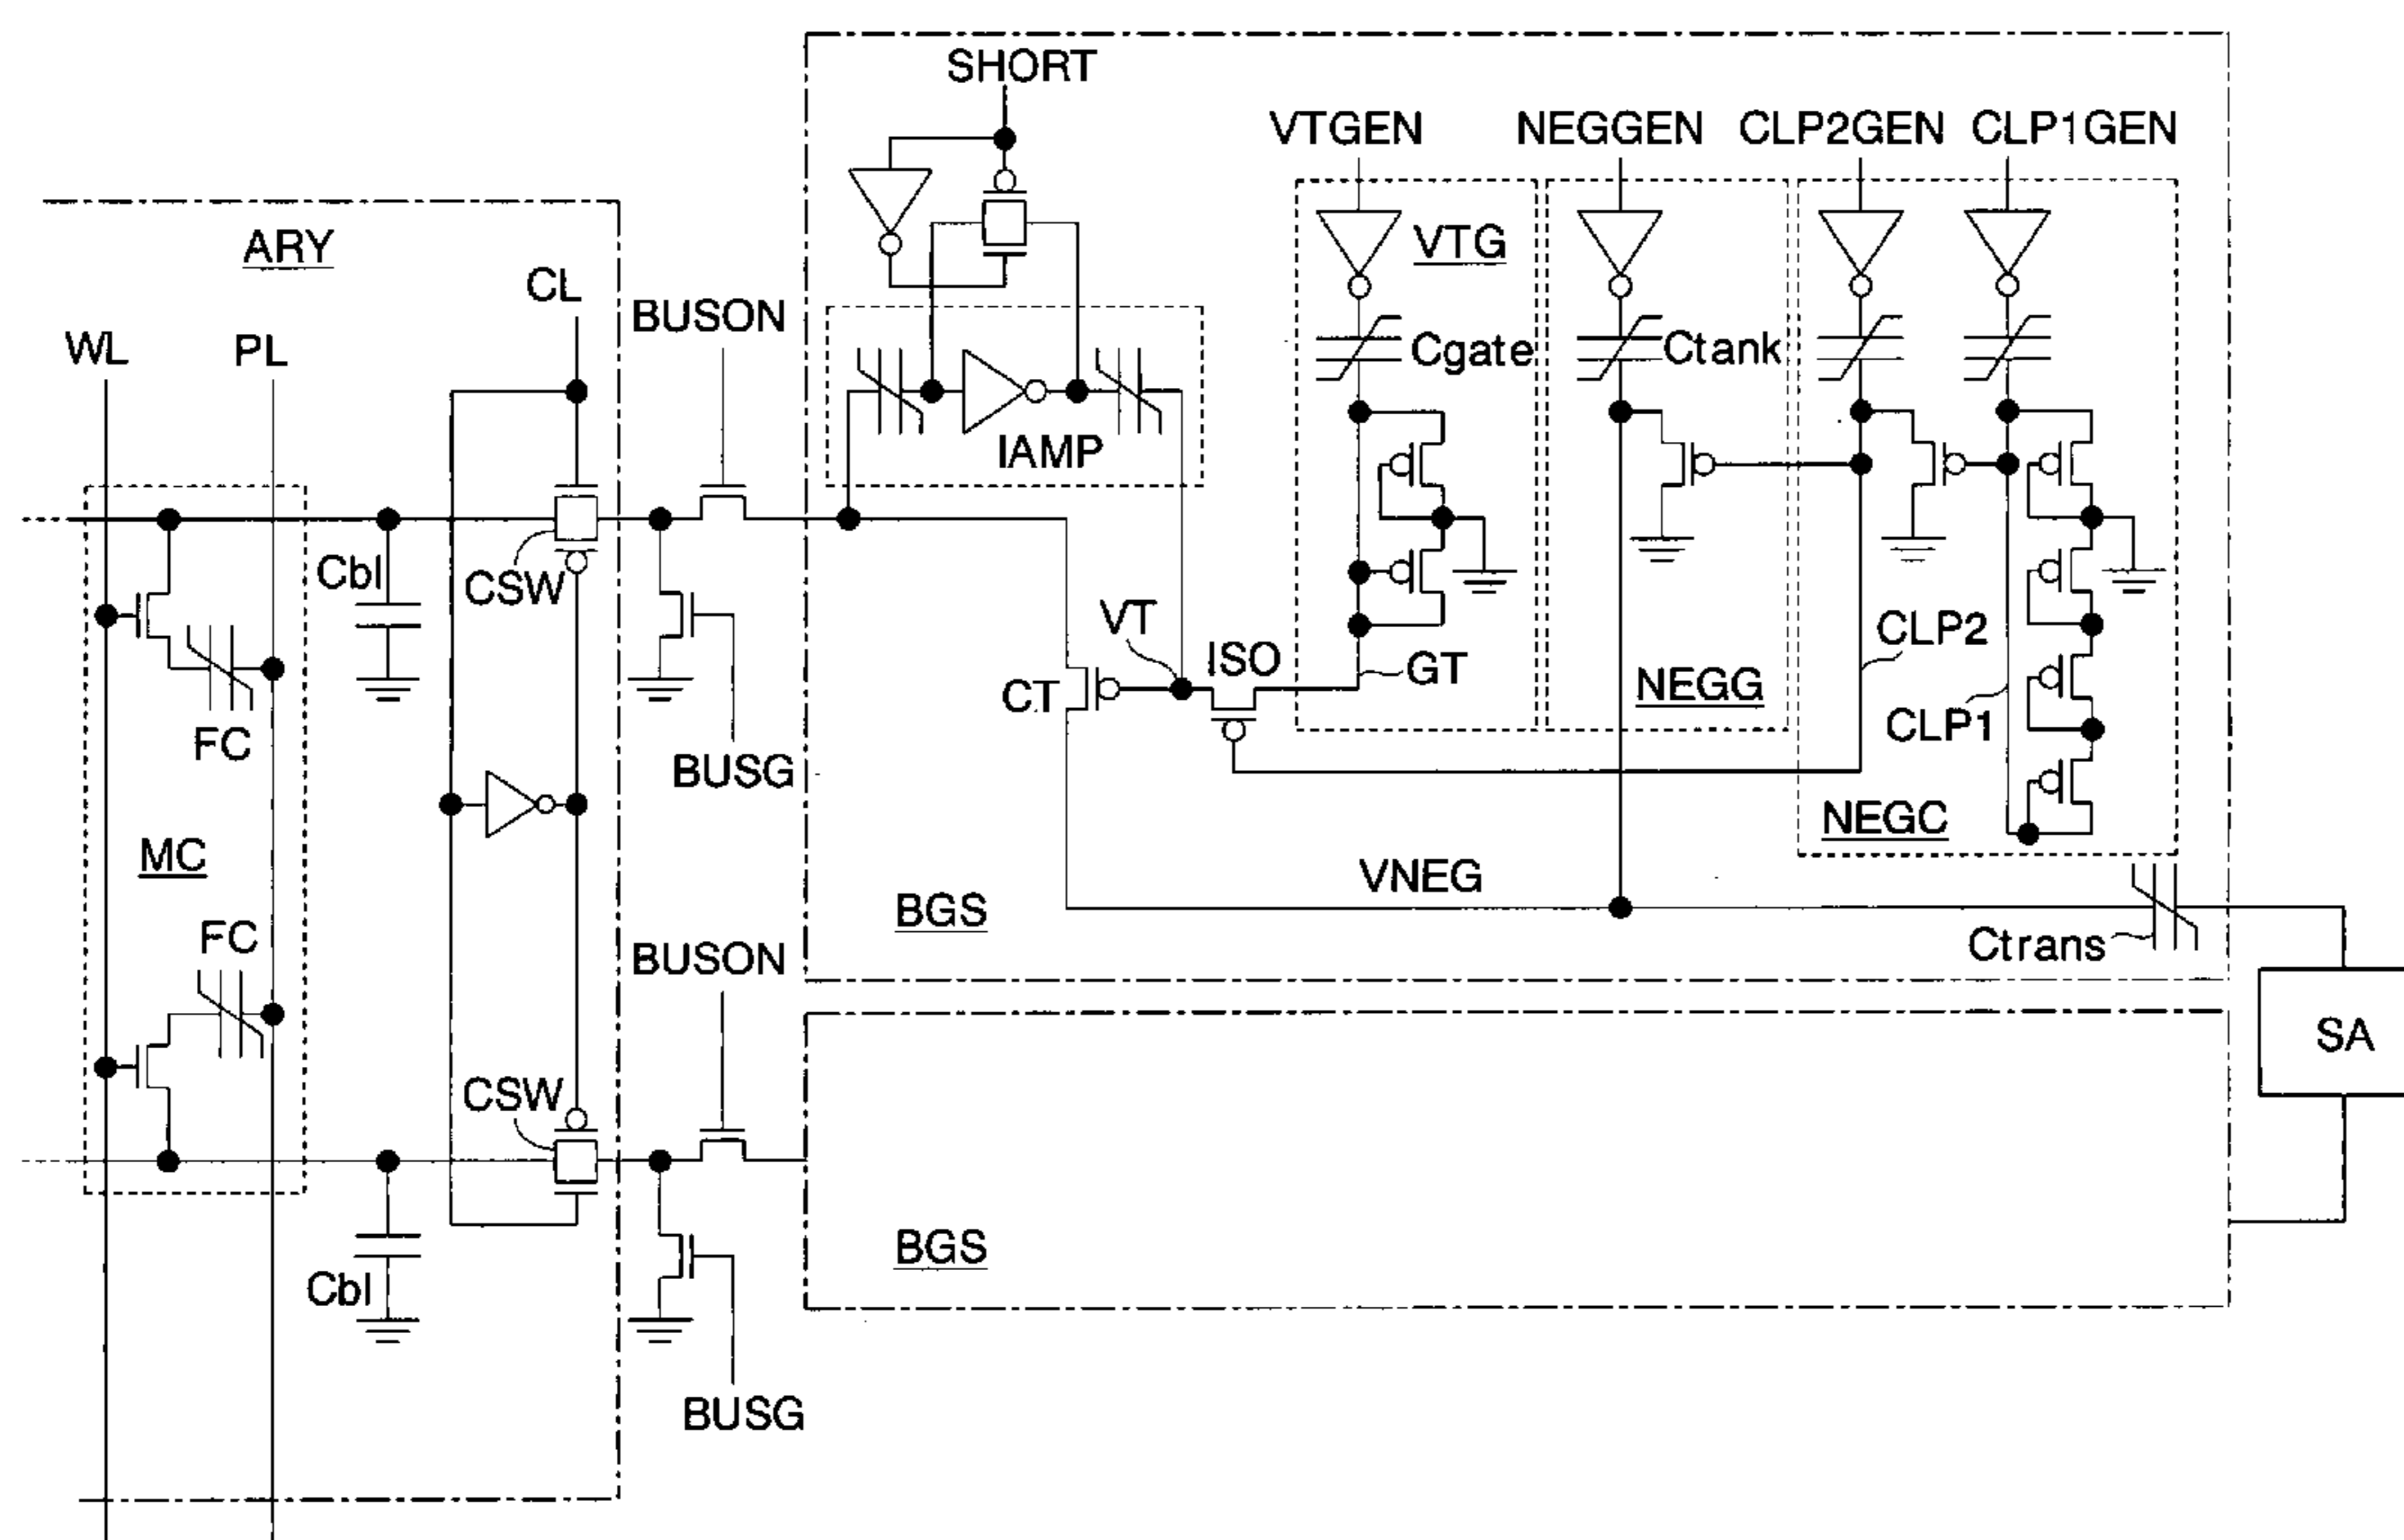 SHORT
VTGEN
NEGGEN
CLP2GEN
CLP1GEN
ARY
VTG
CL
BUSON
WL
PL
Cgate
Ctank
IAMP
Cbl
CSW
VT
ISO
GT
CLP2
CT
NEGG
CLP1
FC
BUSG
NEGC
MC
VNEG
BGS
FC
BUSON
Ctrans
SA
CSW
BGS
Cbl
BUSG